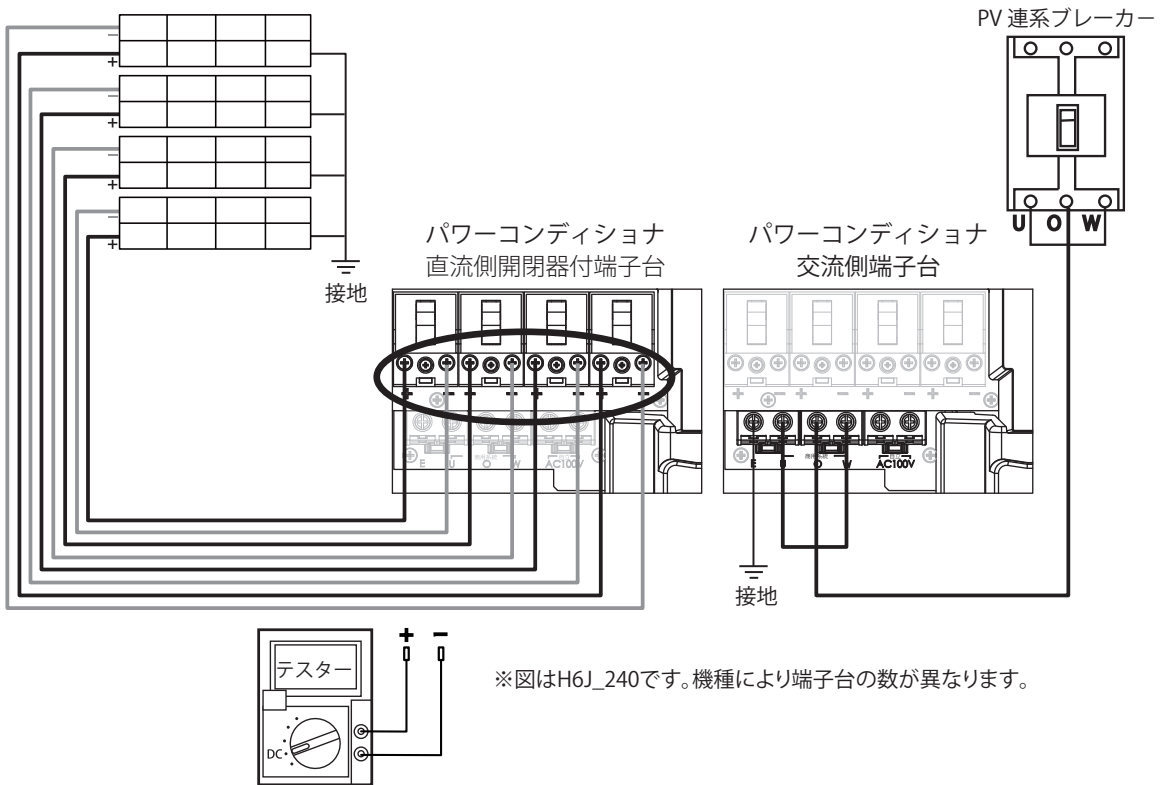 PV 連系ブレーカー
−
+
−
+
−
+
−
+
接地
U O W
パワーコンディショナ
直流側開閉器付端子台
パワーコンディショナ
交流側端子台
+ − + − + − + −
E U O W AC100V
+ − + − + − + −
E U O W AC100V
接地
+ −
テスター
DC
※図はH6J_240です。機種により端子台の数が異なります。